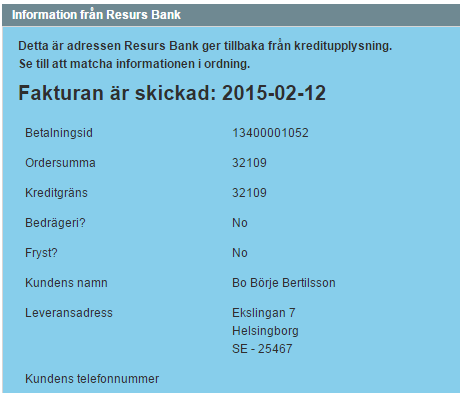 Information från Resurs Bank
Detta är adressen Resurs Bank ger tillbaka från kreditupplysning.
Se till att matcha informationen i ordning.
Fakturan är skickad: 2015-02-12
Betalningsid 13400001052
Ordersumma 32109
Kreditgräns 32109
Bedrägeri? No
Fryst? No
Kundens namn Bo Börje Bertilsson
Leveransadress Ekslingan 7
Helsingborg
SE - 25467
Kundens telefonnummer